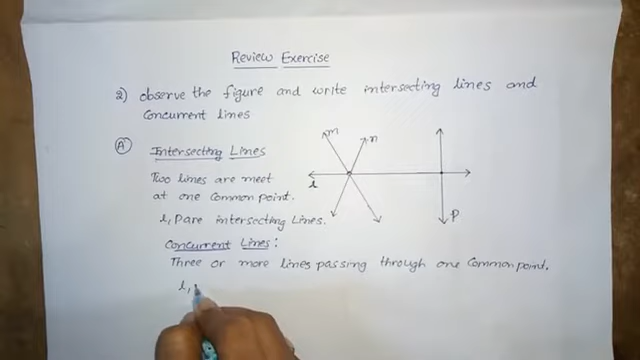 Review Exercise
2) observe the figure and write intersecting lines and
Concurrent lines
A Intersecting Lines
Two lines are meet
at one Common point.
l, P are intersecting Lines.
m
n
l
P
Concurrent Lines:
Three or more lines passing through one Common point.
l,